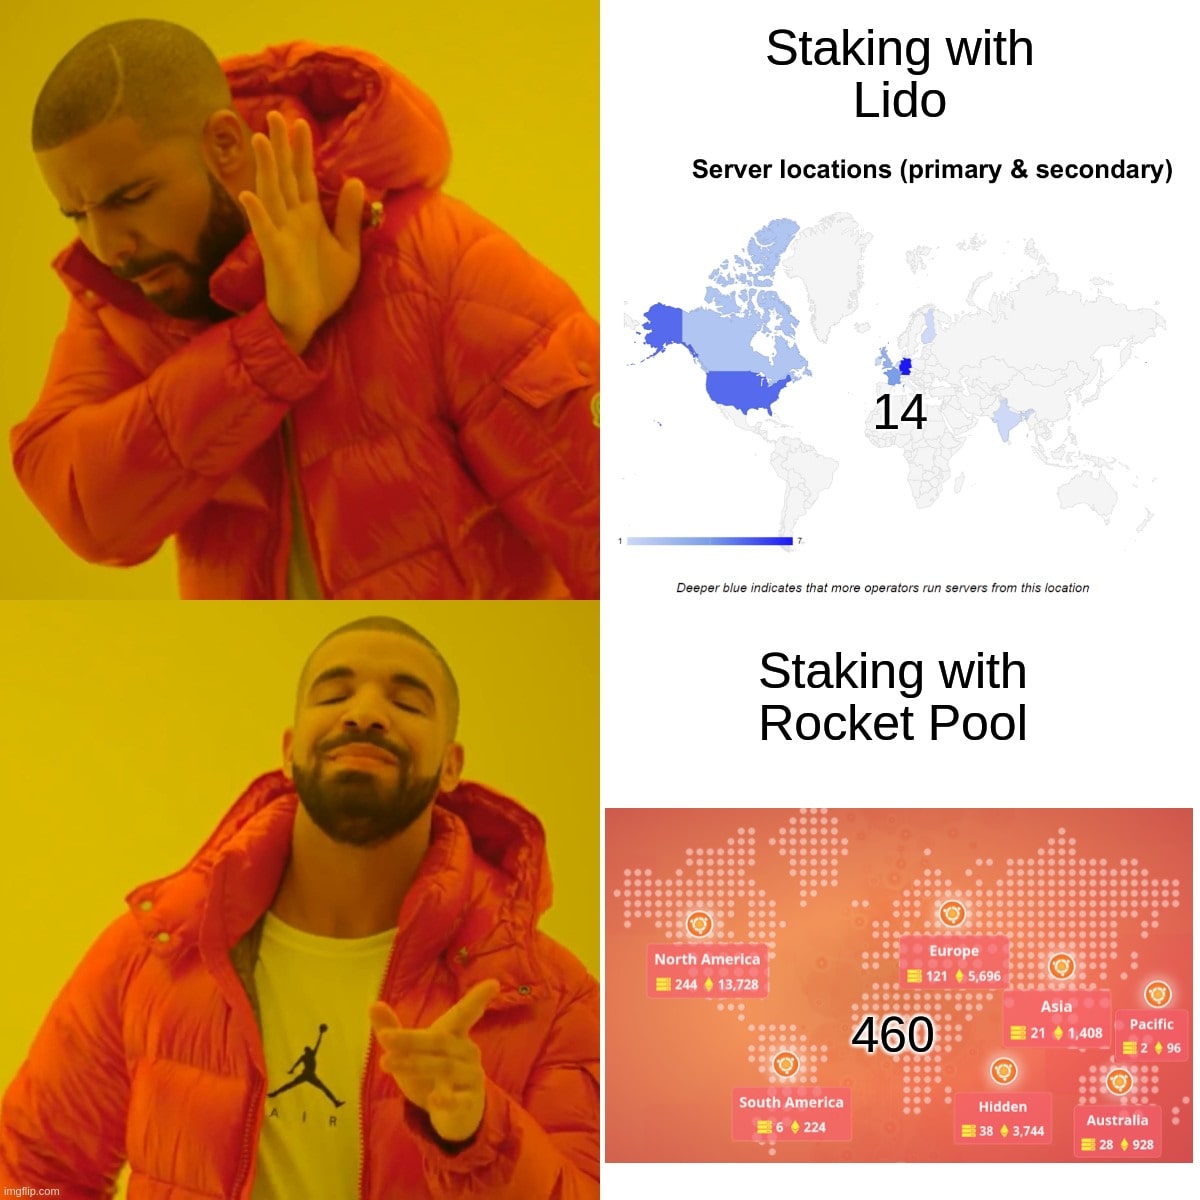 Staking with
Lido
Server locations (primary & secondary)
14
1
7
Deeper blue indicates that more operators run servers from this location
Staking with
Rocket Pool
North America
244 13,728
Europe
121 5,696
Asia
21 1,408
Pacific
2 96
460
South America
6 224
Hidden
38 3,744
Australia
28 928
AIR
imgflip.com